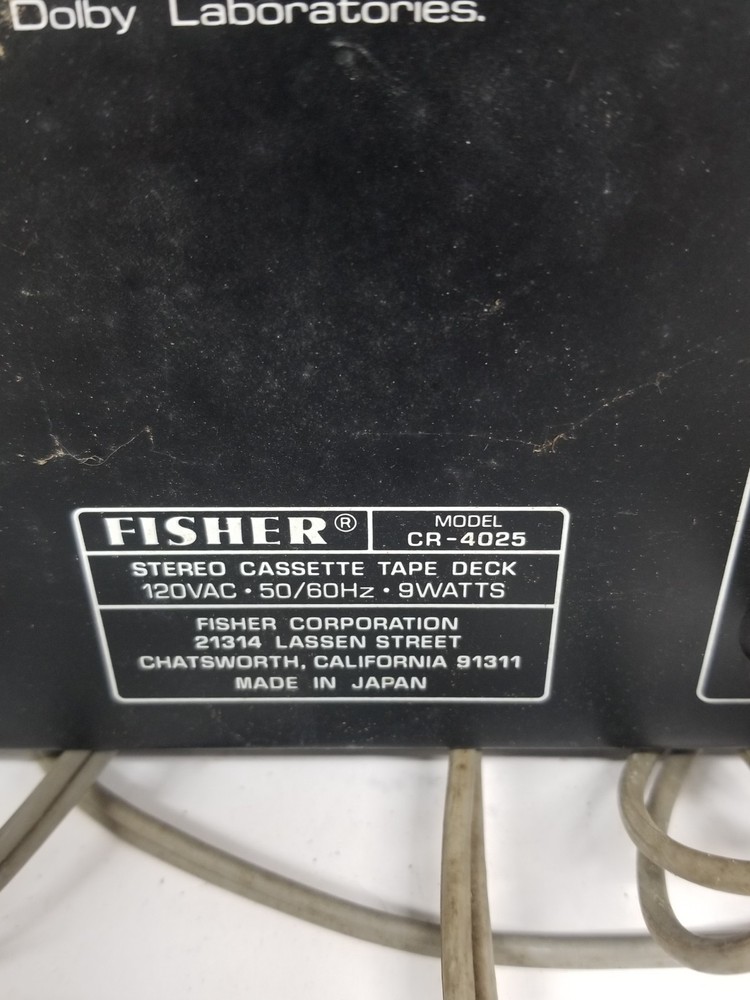 Dolby Laboratories.
FISHER® MODEL CR-4025
STEREO CASSETTE TAPE DECK
120VAC • 50/60Hz • 9WATTS
FISHER CORPORATION
21314 LASSEN STREET
CHATSWORTH, CALIFORNIA 91311
MADE IN JAPAN